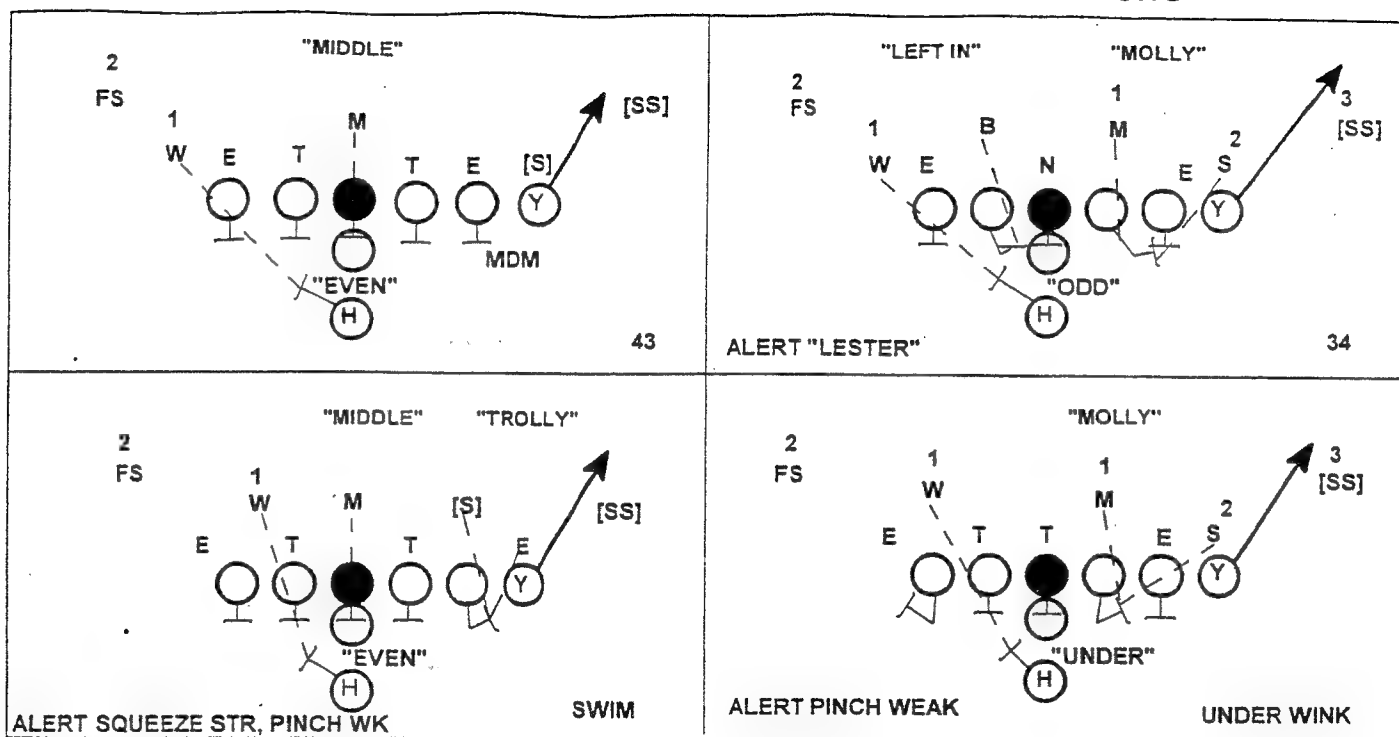 "MIDDLE"
2
FS
[SS]
1
M
W
E
T
T
E
[S]
Y
MDM
"EVEN"
H
43
"LEFT IN"
"MOLLY"
2
FS
1
3
[SS]
1
B
M
W
E
N
E
S
2
Y
"ODD"
H
ALERT "LESTER"
34
"MIDDLE"
"TROLLY"
2
FS
1
W
M
[S]
[SS]
E
T
T
E
Y
"EVEN"
H
ALERT SQUEEZE STR, PINCH WK
SWIM
"MOLLY"
2
FS
1
W
1
M
3
[SS]
E
T
T
E
S
2
Y
"UNDER"
H
ALERT PINCH WEAK
UNDER WINK